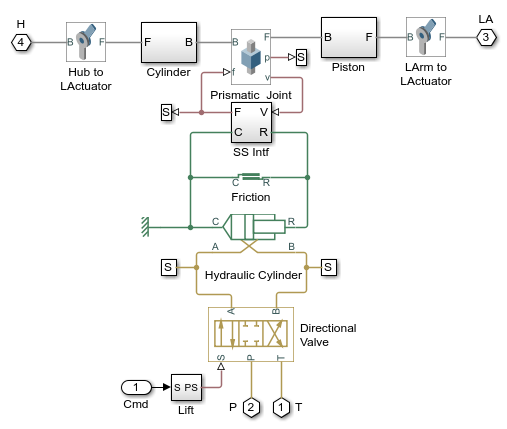 H
LA
4
B
F
F
B
B
F
p
S
f
v
B
F
B
F
3
Hub to
LActuator
Cylinder
Prismatic Joint
Piston
LArm to
LActuator
S
F
V
C
R
SS Intf
C
R
Friction
C
R
A
B
S
Hydraulic Cylinder
S
A
B
Directional
Valve
S
P
T
1
S PS
Cmd
Lift
P
2
1
T